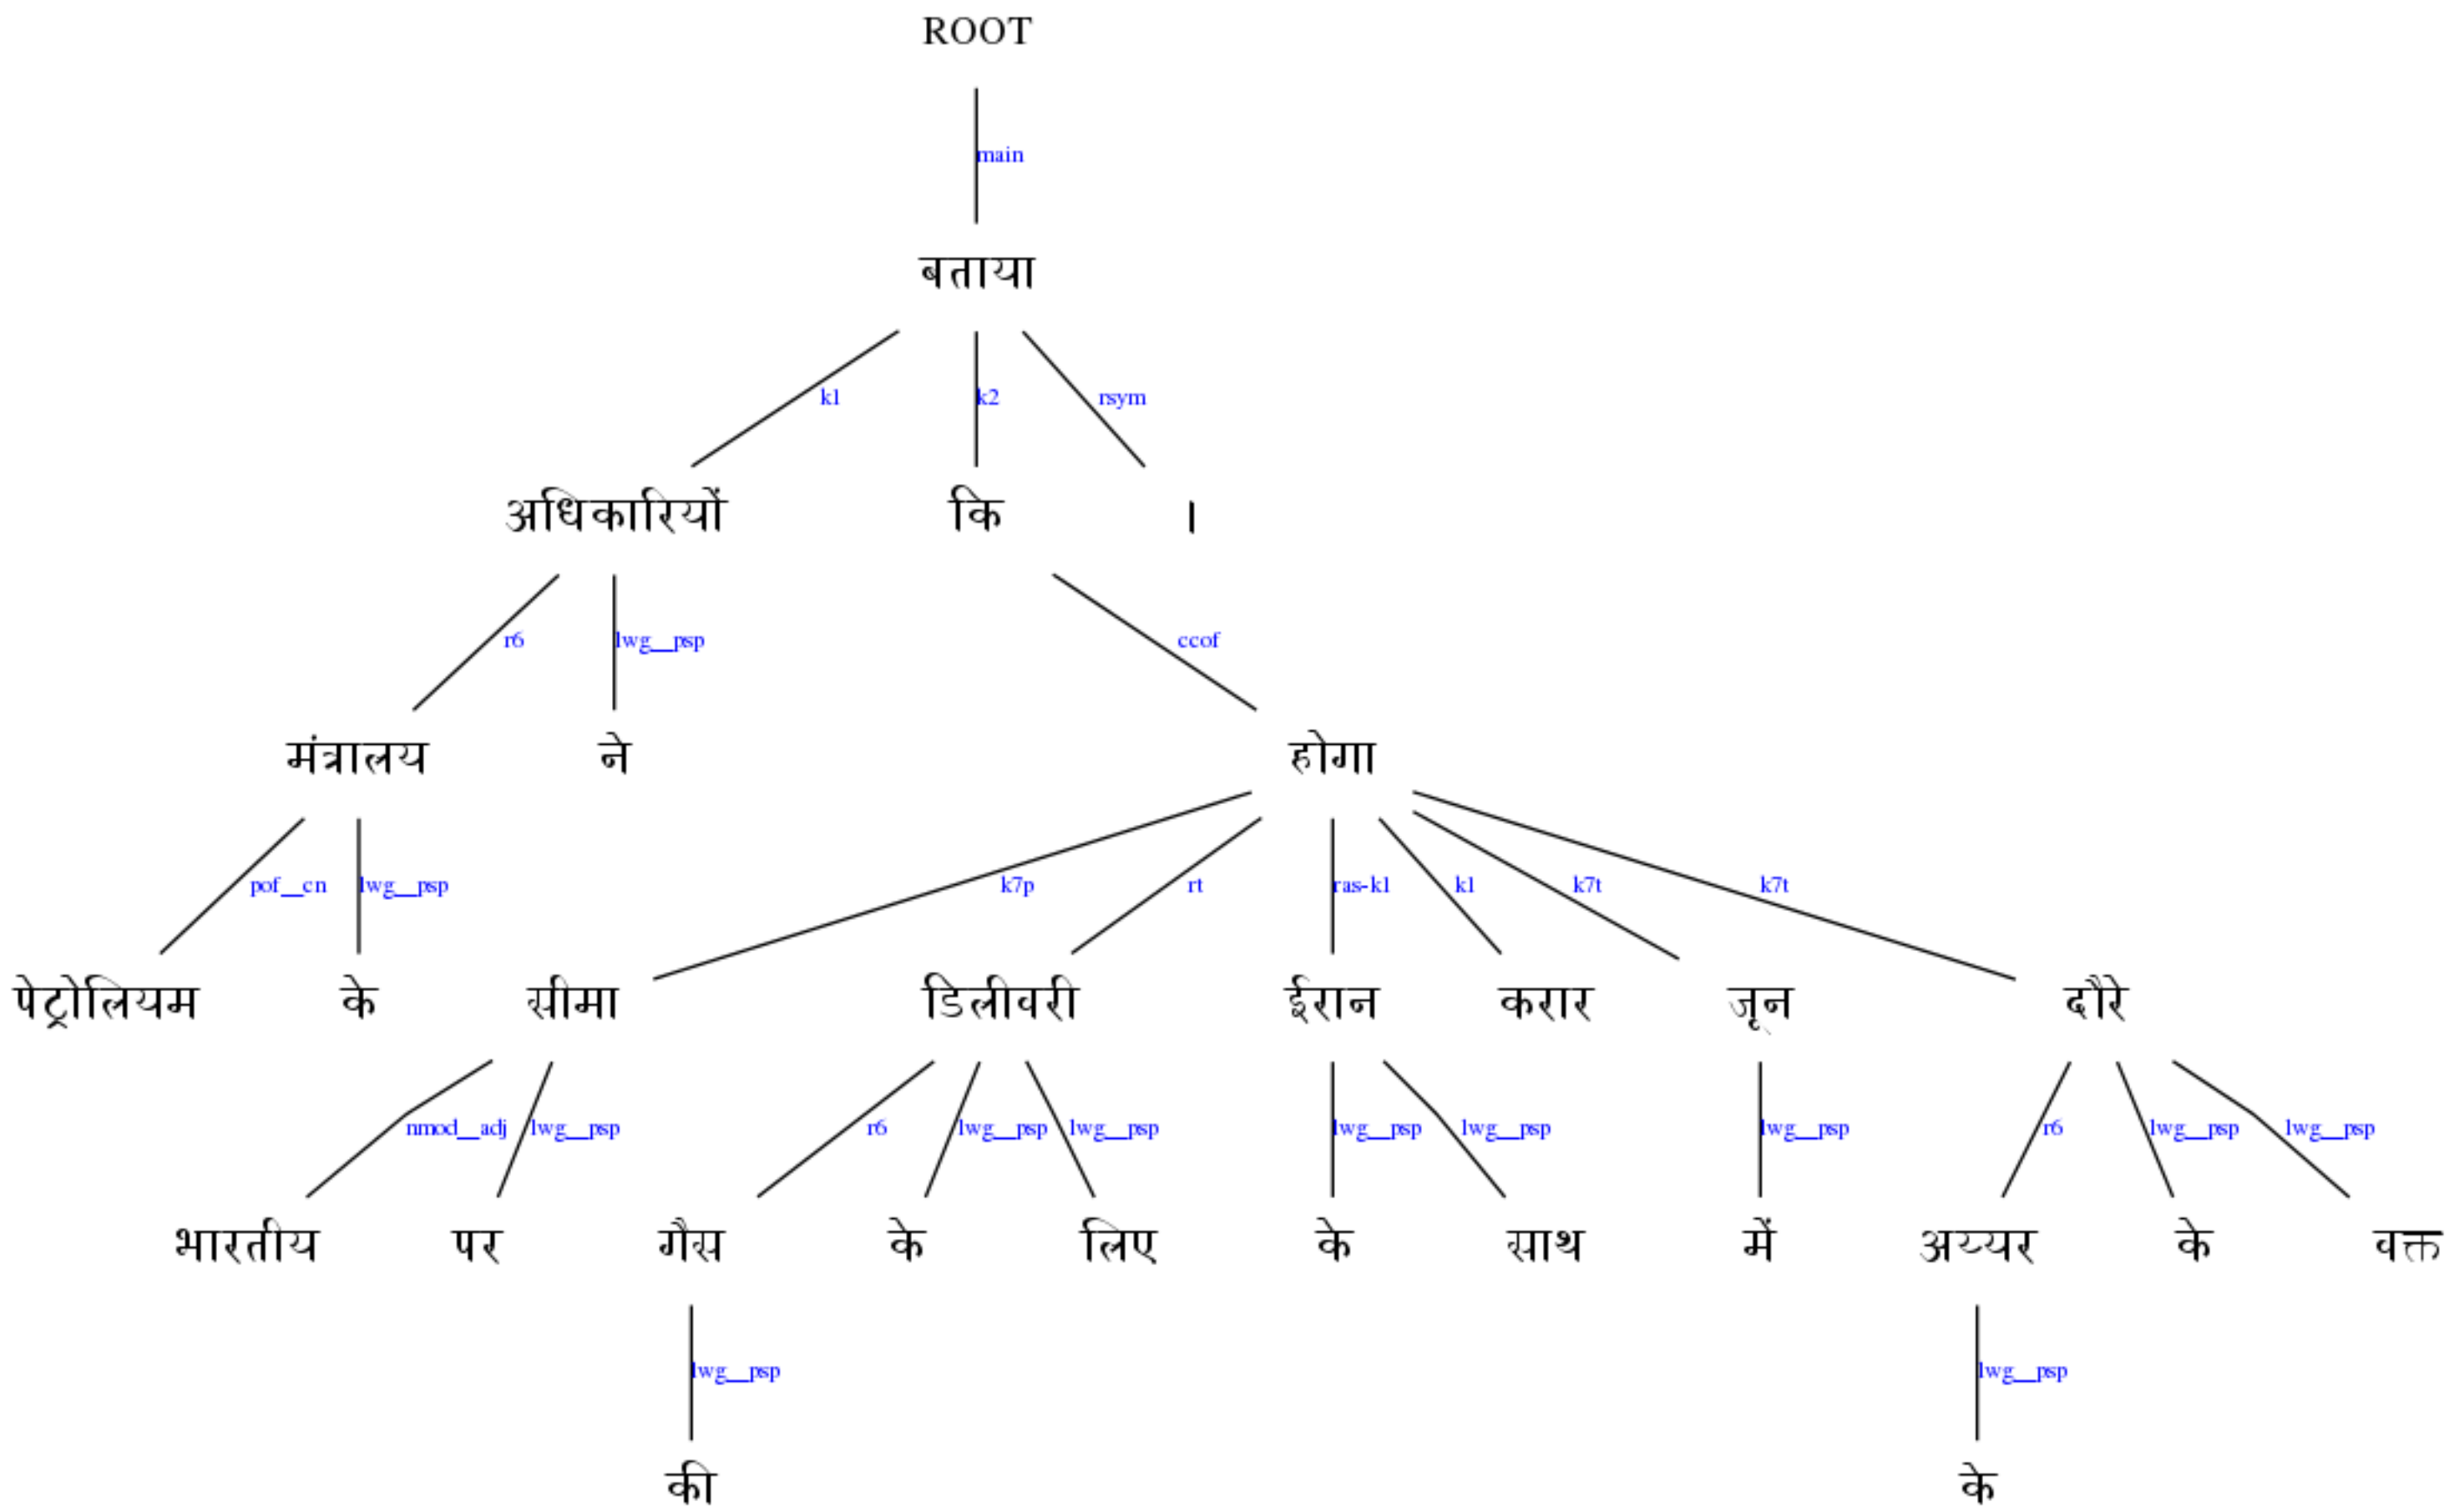 ROOT
main
बताया
k1 k2 rsym
अधिकारियों कि ।
r6 lwg__psp ccof
मंत्रालय ने होगा
pof__cn lwg__psp k7p rt ras-k1 k1 k7t k7t
पेट्रोलियम के सीमा डिलीवरी ईरान करार जून दौरे
nmod__adj lwg__psp r6 lwg__psp lwg__psp lwg__psp lwg__psp lwg__psp r6 lwg__psp lwg__psp
भारतीय पर गैस के लिए के साथ में अय्यर के वक्त
lwg__psp lwg__psp
की के